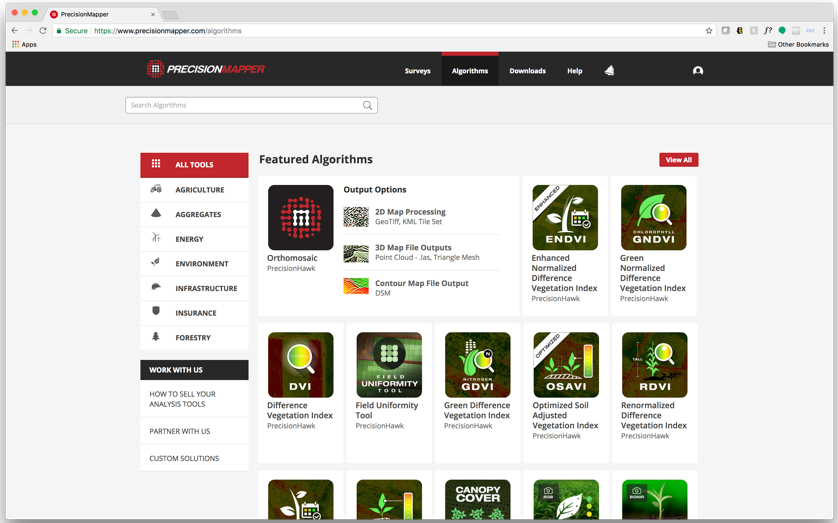 PrecisionMapper
Secure https://www.precisionmapper.com/algorithms
f?
Apps
Other Bookmarks
PRECISIONMAPPER
Surveys
Algorithms
Downloads
Help
Search Algorithms
ALL TOOLS
AGRICULTURE
AGGREGATES
ENERGY
ENVIRONMENT
INFRASTRUCTURE
INSURANCE
FORESTRY
WORK WITH US
HOW TO SELL YOUR
ANALYSIS TOOLS
PARTNER WITH US
CUSTOM SOLUTIONS
Featured Algorithms
View All
Orthomosaic
PrecisionHawk
Output Options
2D Map Processing
GeoTiff, KML Tile Set
3D Map File Outputs
Point Cloud - .las, Triangle Mesh
Contour Map File Output
DSM
ENHANCED
ENDVI
Enhanced
Normalized
Difference
Vegetation Index
PrecisionHawk
CHLOROPHYLL
GNDVI
Green
Normalized
Difference
Vegetation Index
PrecisionHawk
DVI
Difference
Vegetation Index
PrecisionHawk
FIELD
UNIFORMITY
TOOL
Field Uniformity
Tool
PrecisionHawk
N
NITROGEN
GDVI
Green Difference
Vegetation Index
PrecisionHawk
OPTIMIZED
OSAVI
Optimized Soil
Adjusted
Vegetation Index
PrecisionHawk
TALL
RDVI
Renormalized
Difference
Vegetation Index
PrecisionHawk
CANOPY
COVER
RGB
BGNIR